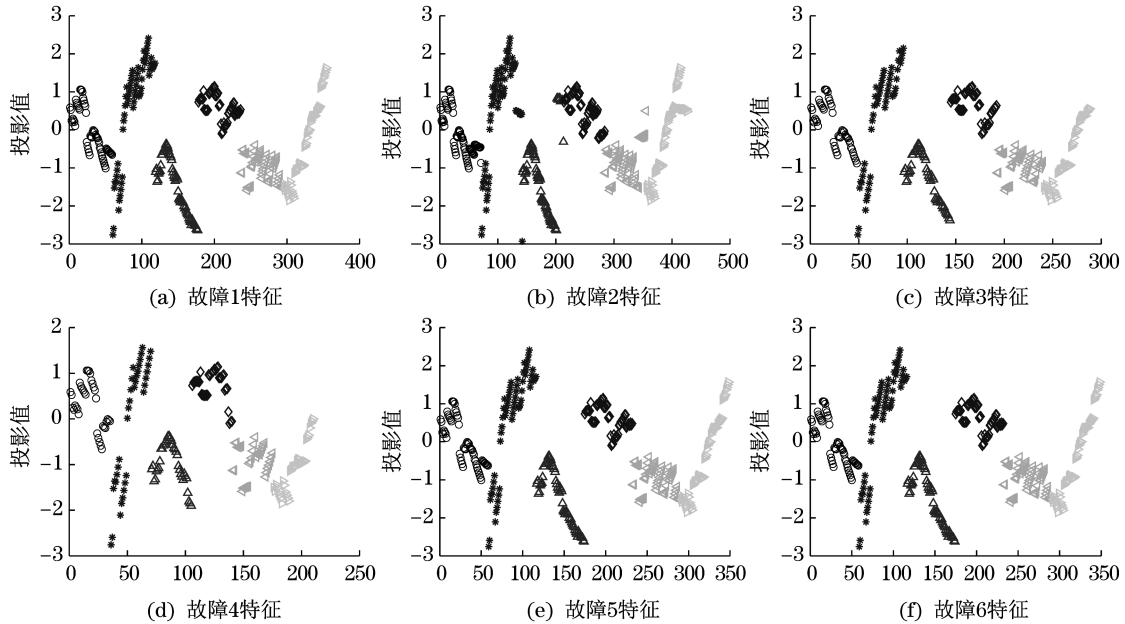 3 2 1 0 −1 −2 −3
投影值
0 100 200 300 400
(a) 故障1特征
3 2 1 0 −1 −2 −3
投影值
0 100 200 300 400 500
(b) 故障2特征
3 2 1 0 −1 −2 −3
投影值
0 50 100 150 200 250 300
(c) 故障3特征
2 1 0 −1 −2 −3
投影值
0 50 100 150 200 250
(d) 故障4特征
3 2 1 0 −1 −2 −3
投影值
0 50 100 150 200 250 300 350
(e) 故障5特征
3 2 1 0 −1 −2 −3
投影值
0 50 100 150 200 250 300 350
(f) 故障6特征